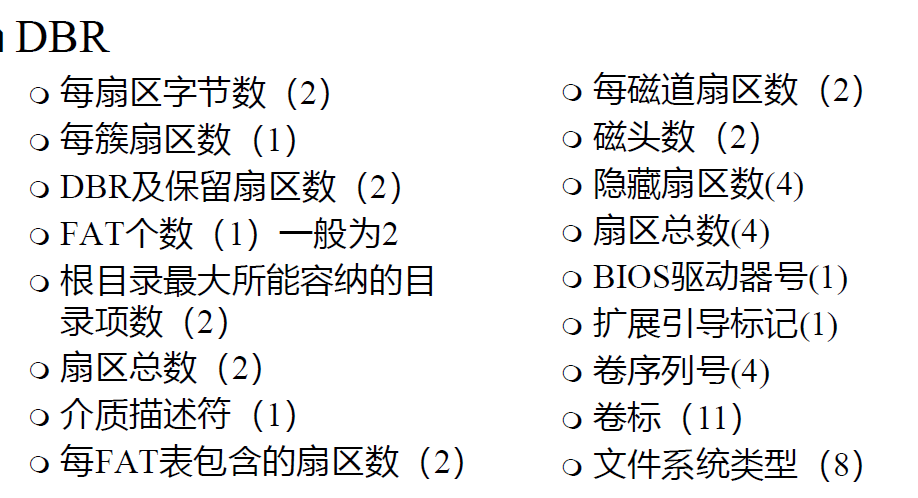 DBR
每扇区字节数（2）
每簇扇区数（1）
DBR及保留扇区数（2）
FAT个数（1）一般为2
根目录最大所能容纳的目
录项数（2）
扇区总数（2）
介质描述符（1）
每FAT表包含的扇区数（2）
每磁道扇区数（2）
磁头数（2）
隐藏扇区数(4)
扇区总数(4)
BIOS驱动器号(1)
扩展引导标记(1)
卷序列号(4)
卷标（11）
文件系统类型（8）